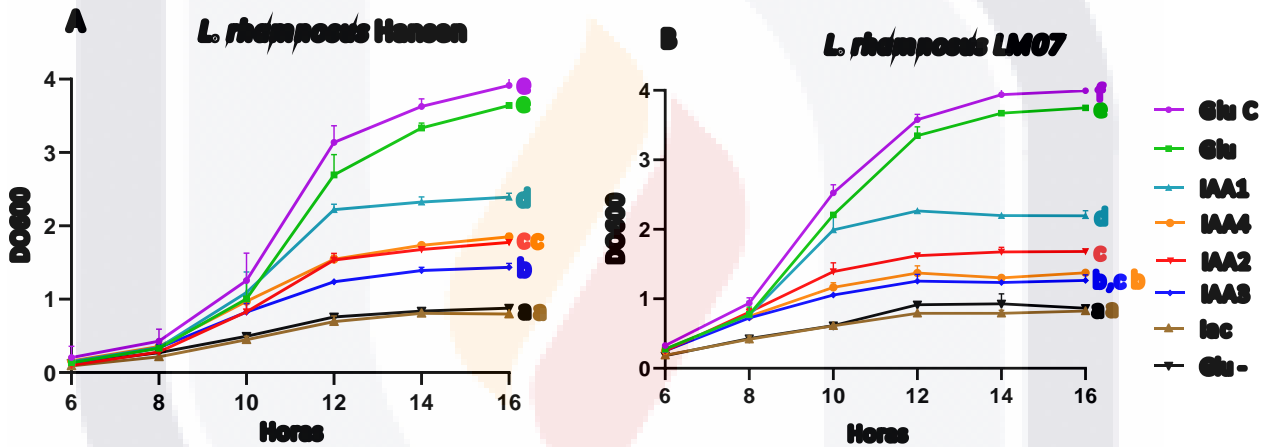 A
L. rhamnosus Hansen
DO600
4
3
2
1
0
6 8 10 12 14 16
Horas
e
e
d
c c
b
a a
B
L. rhamnosus LM07
DO600
4
3
2
1
0
6 8 10 12 14 16
Horas
f
e
d
c
b,c b
a a
Glu C
Glu
IAA1
IAA4
IAA2
IAA3
lac
Glu -